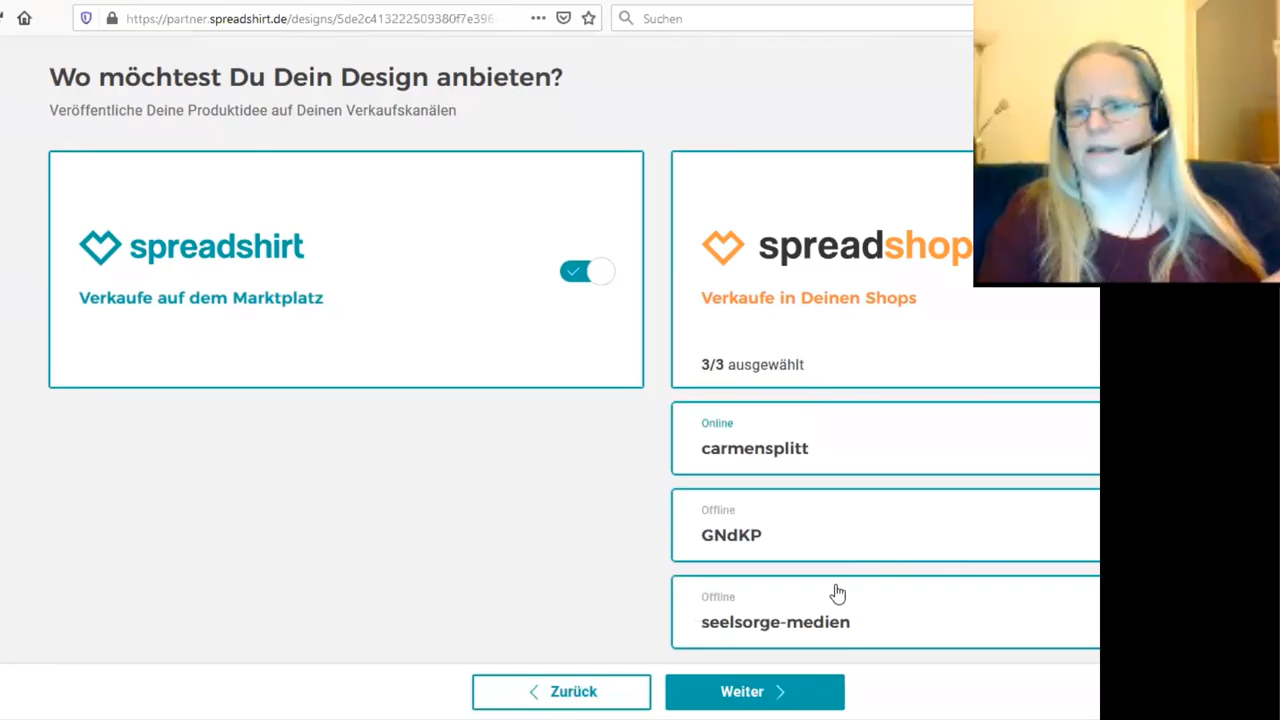 https://partner.spreadshirt.de/designs/5de2c413222509380f7e396
Suchen
Wo möchtest Du Dein Design anbieten?
Veröffentliche Deine Produktidee auf Deinen Verkaufskanälen
spreadshirt
Verkaufe auf dem Marktplatz
spreadshop
Verkaufe in Deinen Shops
3/3 ausgewählt
Online
carmensplitt
Offline
GNdKP
Offline
seelsorge-medien
Zurück
Weiter